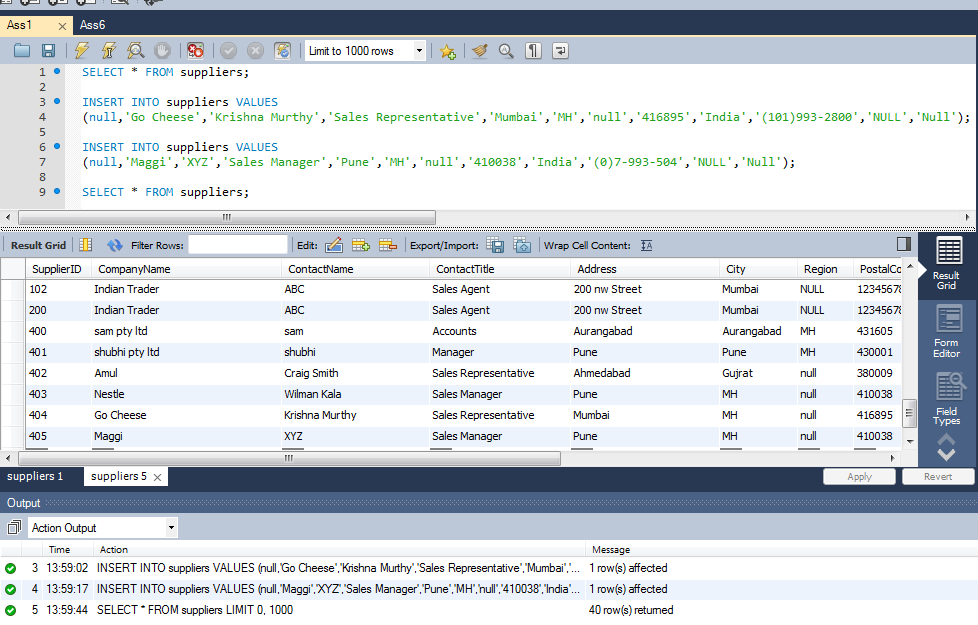 Ass1 Ass6
Limit to 1000 rows
1 SELECT * FROM suppliers;
2
3 INSERT INTO suppliers VALUES
4 (null,'Go Cheese','Krishna Murthy','Sales Representative','Mumbai','MH','null','416895','India','(101)993-2800','NULL','Null');
5
6 INSERT INTO suppliers VALUES
7 (null,'Maggi','XYZ','Sales Manager','Pune','MH','null','410038','India','(0)7-993-504','NULL','Null');
8
9 SELECT * FROM suppliers;
Result Grid Filter Rows: Edit: Export/Import: Wrap Cell Content:
SupplierID CompanyName ContactName ContactTitle Address City Region PostalCo
102 Indian Trader ABC Sales Agent 200 nw Street Mumbai NULL 12345678
200 Indian Trader ABC Sales Agent 200 nw Street Mumbai NULL 12345678
400 sam pty ltd sam Accounts Aurangabad Aurangabad MH 431605
401 shubhi pty ltd shubhi Manager Pune Pune MH 430001
402 Amul Craig Smith Sales Representative Ahmedabad Gujrat null 380009
403 Nestle Wilman Kala Sales Manager Pune MH null 410038
404 Go Cheese Krishna Murthy Sales Representative Mumbai MH null 416895
405 Maggi XYZ Sales Manager Pune MH null 410038
Result
Grid
Form
Editor
Field
Types
suppliers 1 suppliers 5 Apply Revert
Output
Action Output
Time Action Message
3 13:59:02 INSERT INTO suppliers VALUES (null,'Go Cheese','Krishna Murthy','Sales Representative','Mumbai','... 1 row(s) affected
4 13:59:17 INSERT INTO suppliers VALUES (null,'Maggi','XYZ','Sales Manager','Pune','MH','null','410038','India'... 1 row(s) affected
5 13:59:44 SELECT * FROM suppliers LIMIT 0, 1000 40 row(s) returned